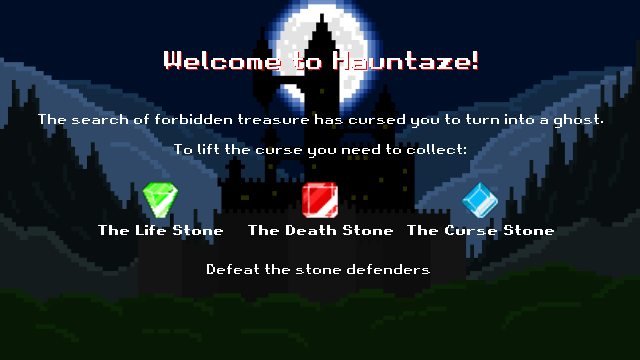 Welcome to Hauntaze!
The search of forbidden treasure has cursed you to turn into a ghost.
To lift the curse you need to collect:
The Life Stone The Death Stone The Curse Stone
Defeat the stone defenders